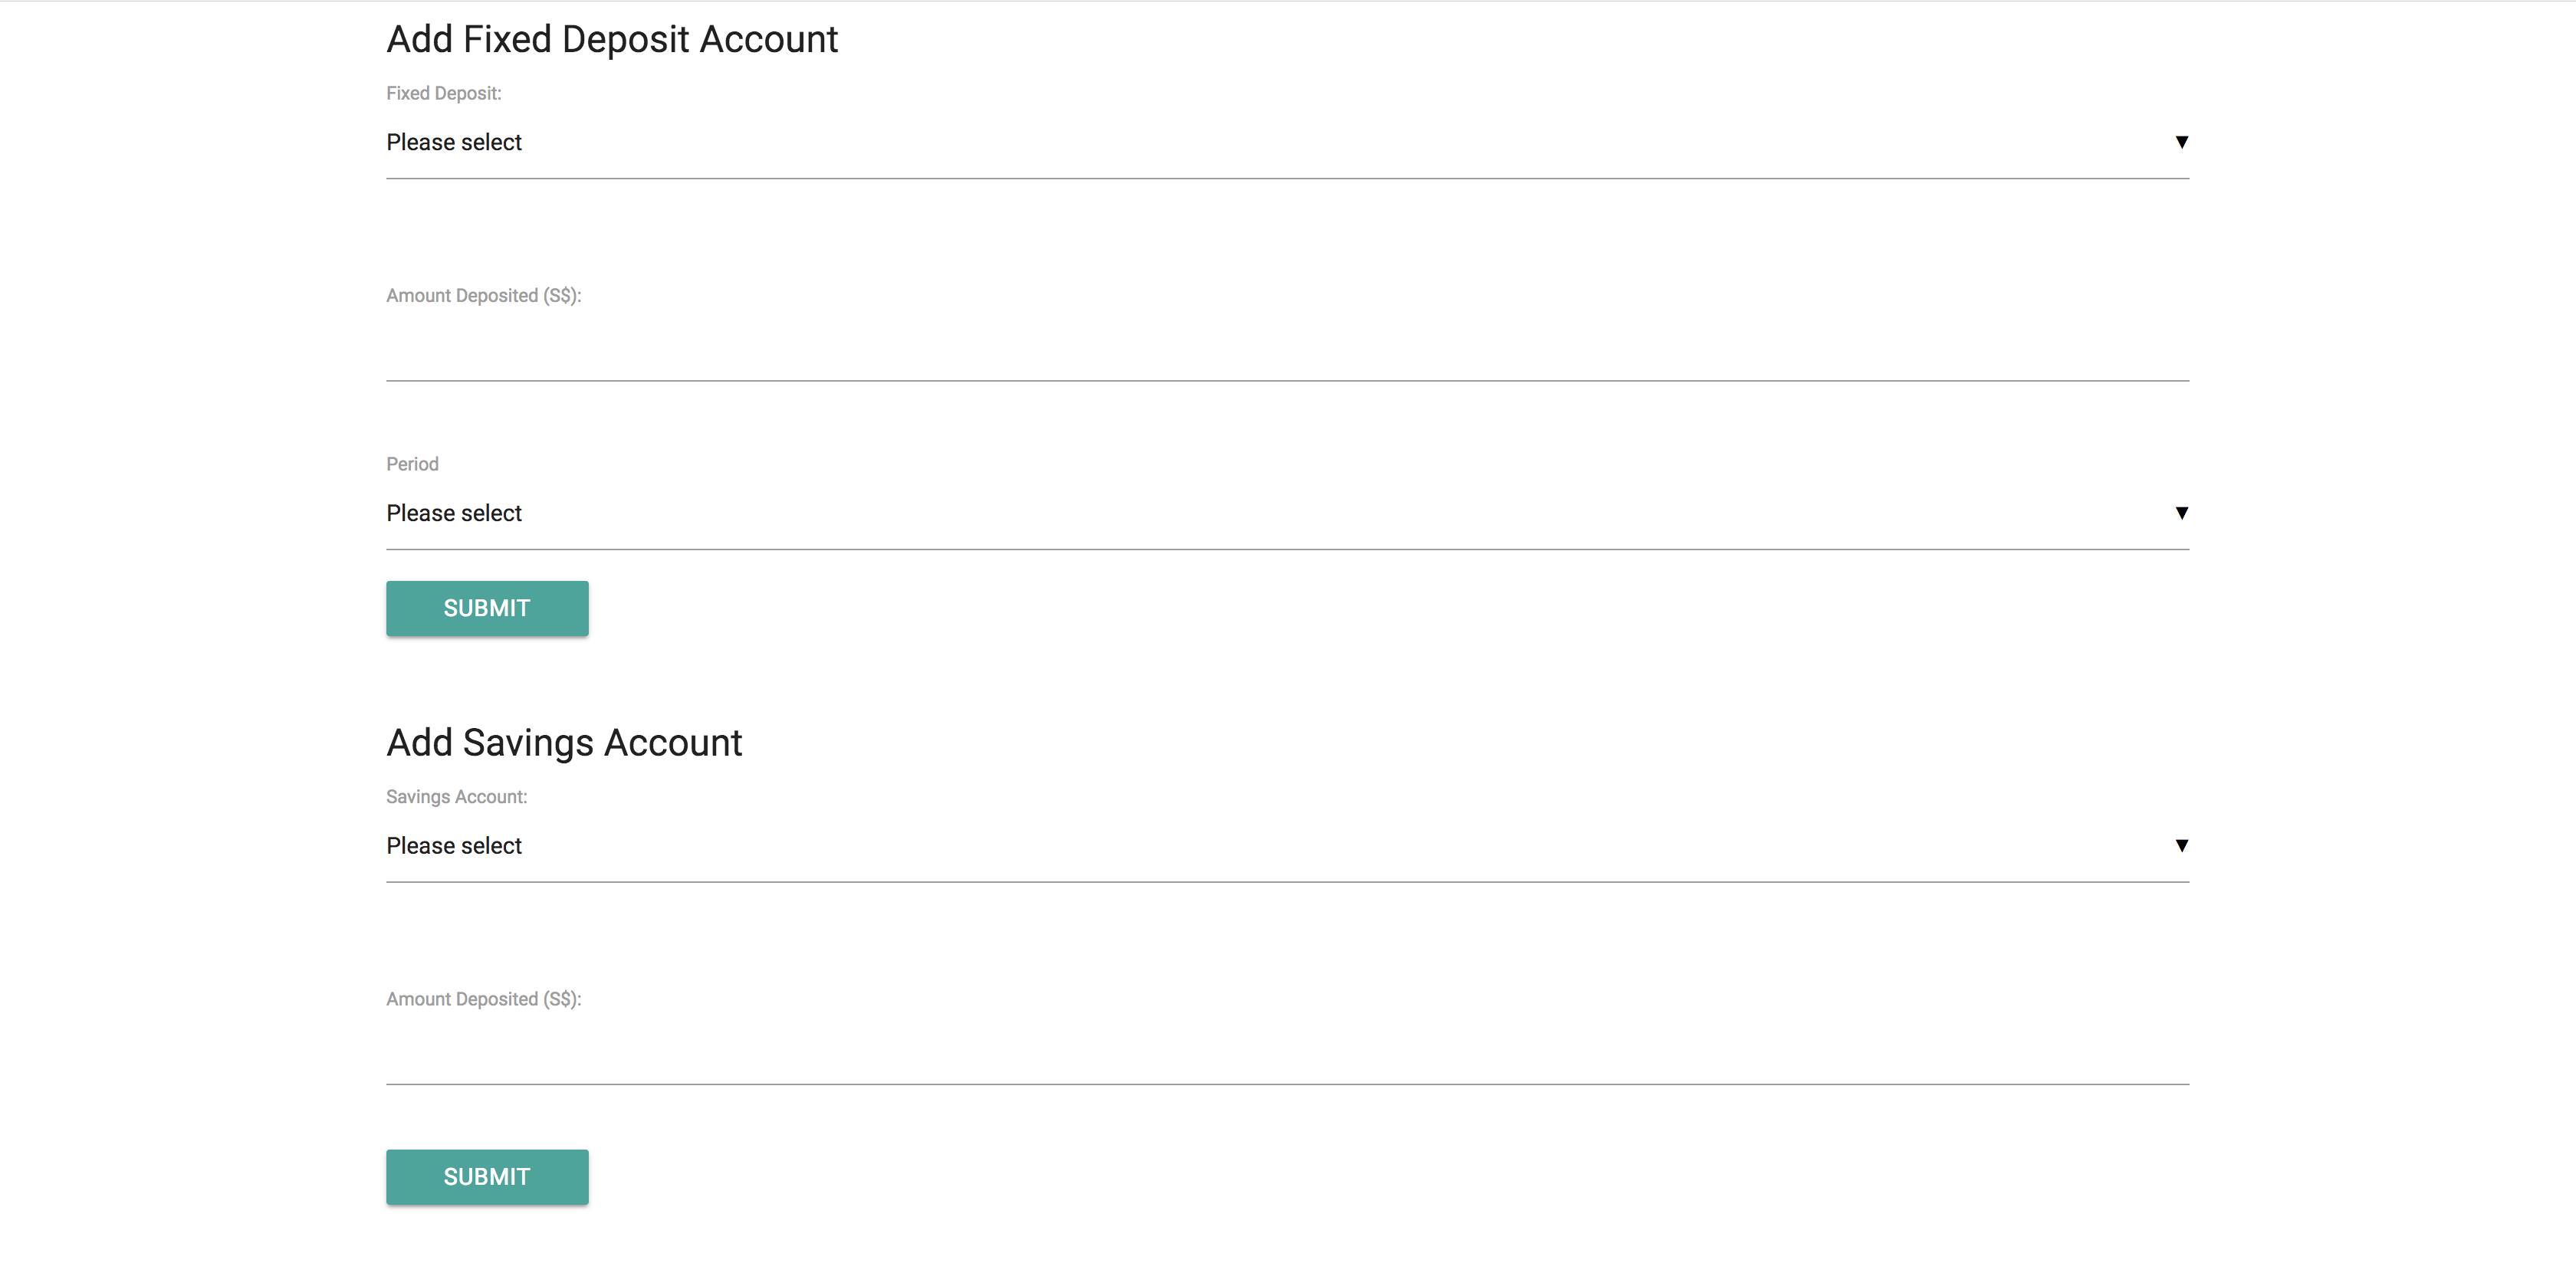 Add Fixed Deposit Account
Fixed Deposit:
Please select
Amount Deposited (S$):
Period
Please select
SUBMIT
Add Savings Account
Savings Account:
Please select
Amount Deposited (S$):
SUBMIT